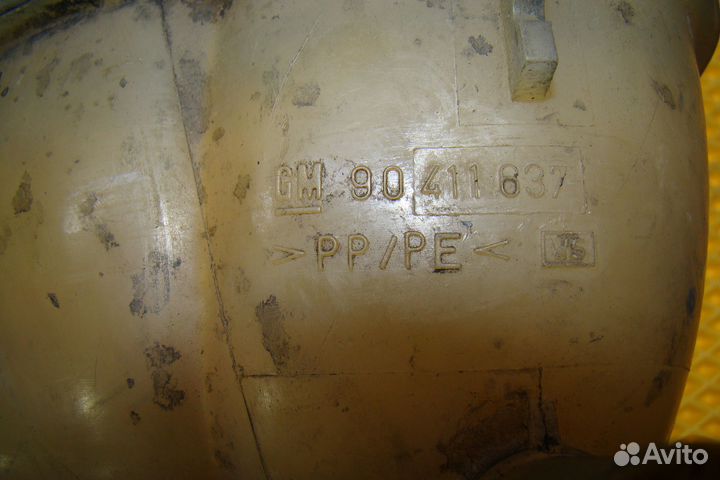 GM 90 411 637
>PP/PE<
Avito